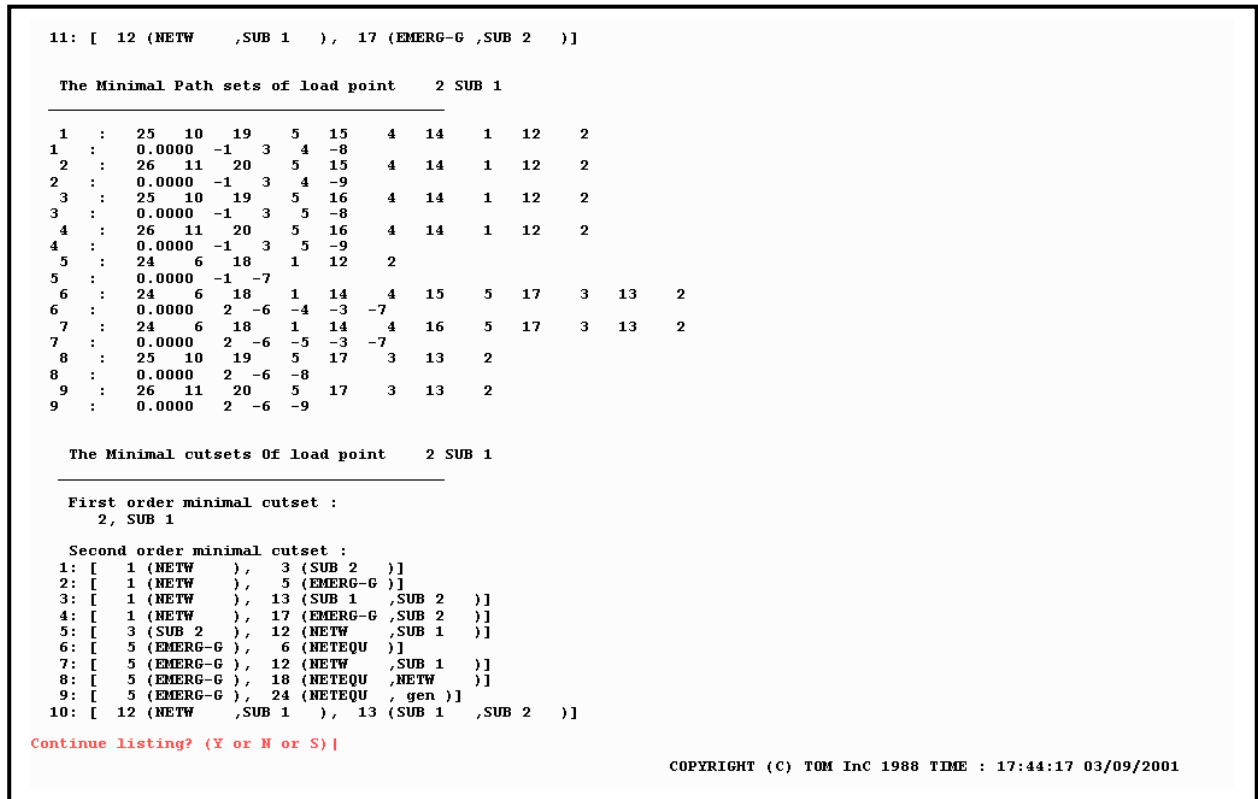 11: [ 12 (NETW ,SUB 1 ), 17 (EMERG-G ,SUB 2 )]
The Minimal Path sets of load point 2 SUB 1
1 : 25 10 19 5 15 4 14 1 12 2
1 : 0.0000 -1 3 4 -8
2 : 26 11 20 5 15 4 14 1 12 2
2 : 0.0000 -1 3 4 -9
3 : 25 10 19 5 16 4 14 1 12 2
3 : 0.0000 -1 3 5 -8
4 : 26 11 20 5 16 4 14 1 12 2
4 : 0.0000 -1 3 5 -9
5 : 24 6 18 1 12 2
5 : 0.0000 -1 -7
6 : 24 6 18 1 14 4 15 5 17 3 13 2
6 : 0.0000 2 -6 -4 -3 -7
7 : 24 6 18 1 14 4 16 5 17 3 13 2
7 : 0.0000 2 -6 -5 -3 -7
8 : 25 10 19 5 17 3 13 2
8 : 0.0000 2 -6 -8
9 : 26 11 20 5 17 3 13 2
9 : 0.0000 2 -6 -9
The Minimal cutsets Of load point 2 SUB 1
First order minimal cutset :
2, SUB 1
Second order minimal cutset :
1: [ 1 (NETW ), 3 (SUB 2 )]
2: [ 1 (NETW ), 5 (EMERG-G )]
3: [ 1 (NETW ), 13 (SUB 1 ,SUB 2 )]
4: [ 1 (NETW ), 17 (EMERG-G ,SUB 2 )]
5: [ 3 (SUB 2 ), 12 (NETW ,SUB 1 )]
6: [ 5 (EMERG-G ), 6 (NETEQU )]
7: [ 5 (EMERG-G ), 12 (NETW ,SUB 1 )]
8: [ 5 (EMERG-G ), 18 (NETEQU ,NETW )]
9: [ 5 (EMERG-G ), 24 (NETEQU , gen )]
10: [ 12 (NETW ,SUB 1 ), 13 (SUB 1 ,SUB 2 )]
Continue listing? (Y or N or S)|
COPYRIGHT (C) TOM InC 1988 TIME : 17:44:17 03/09/2001